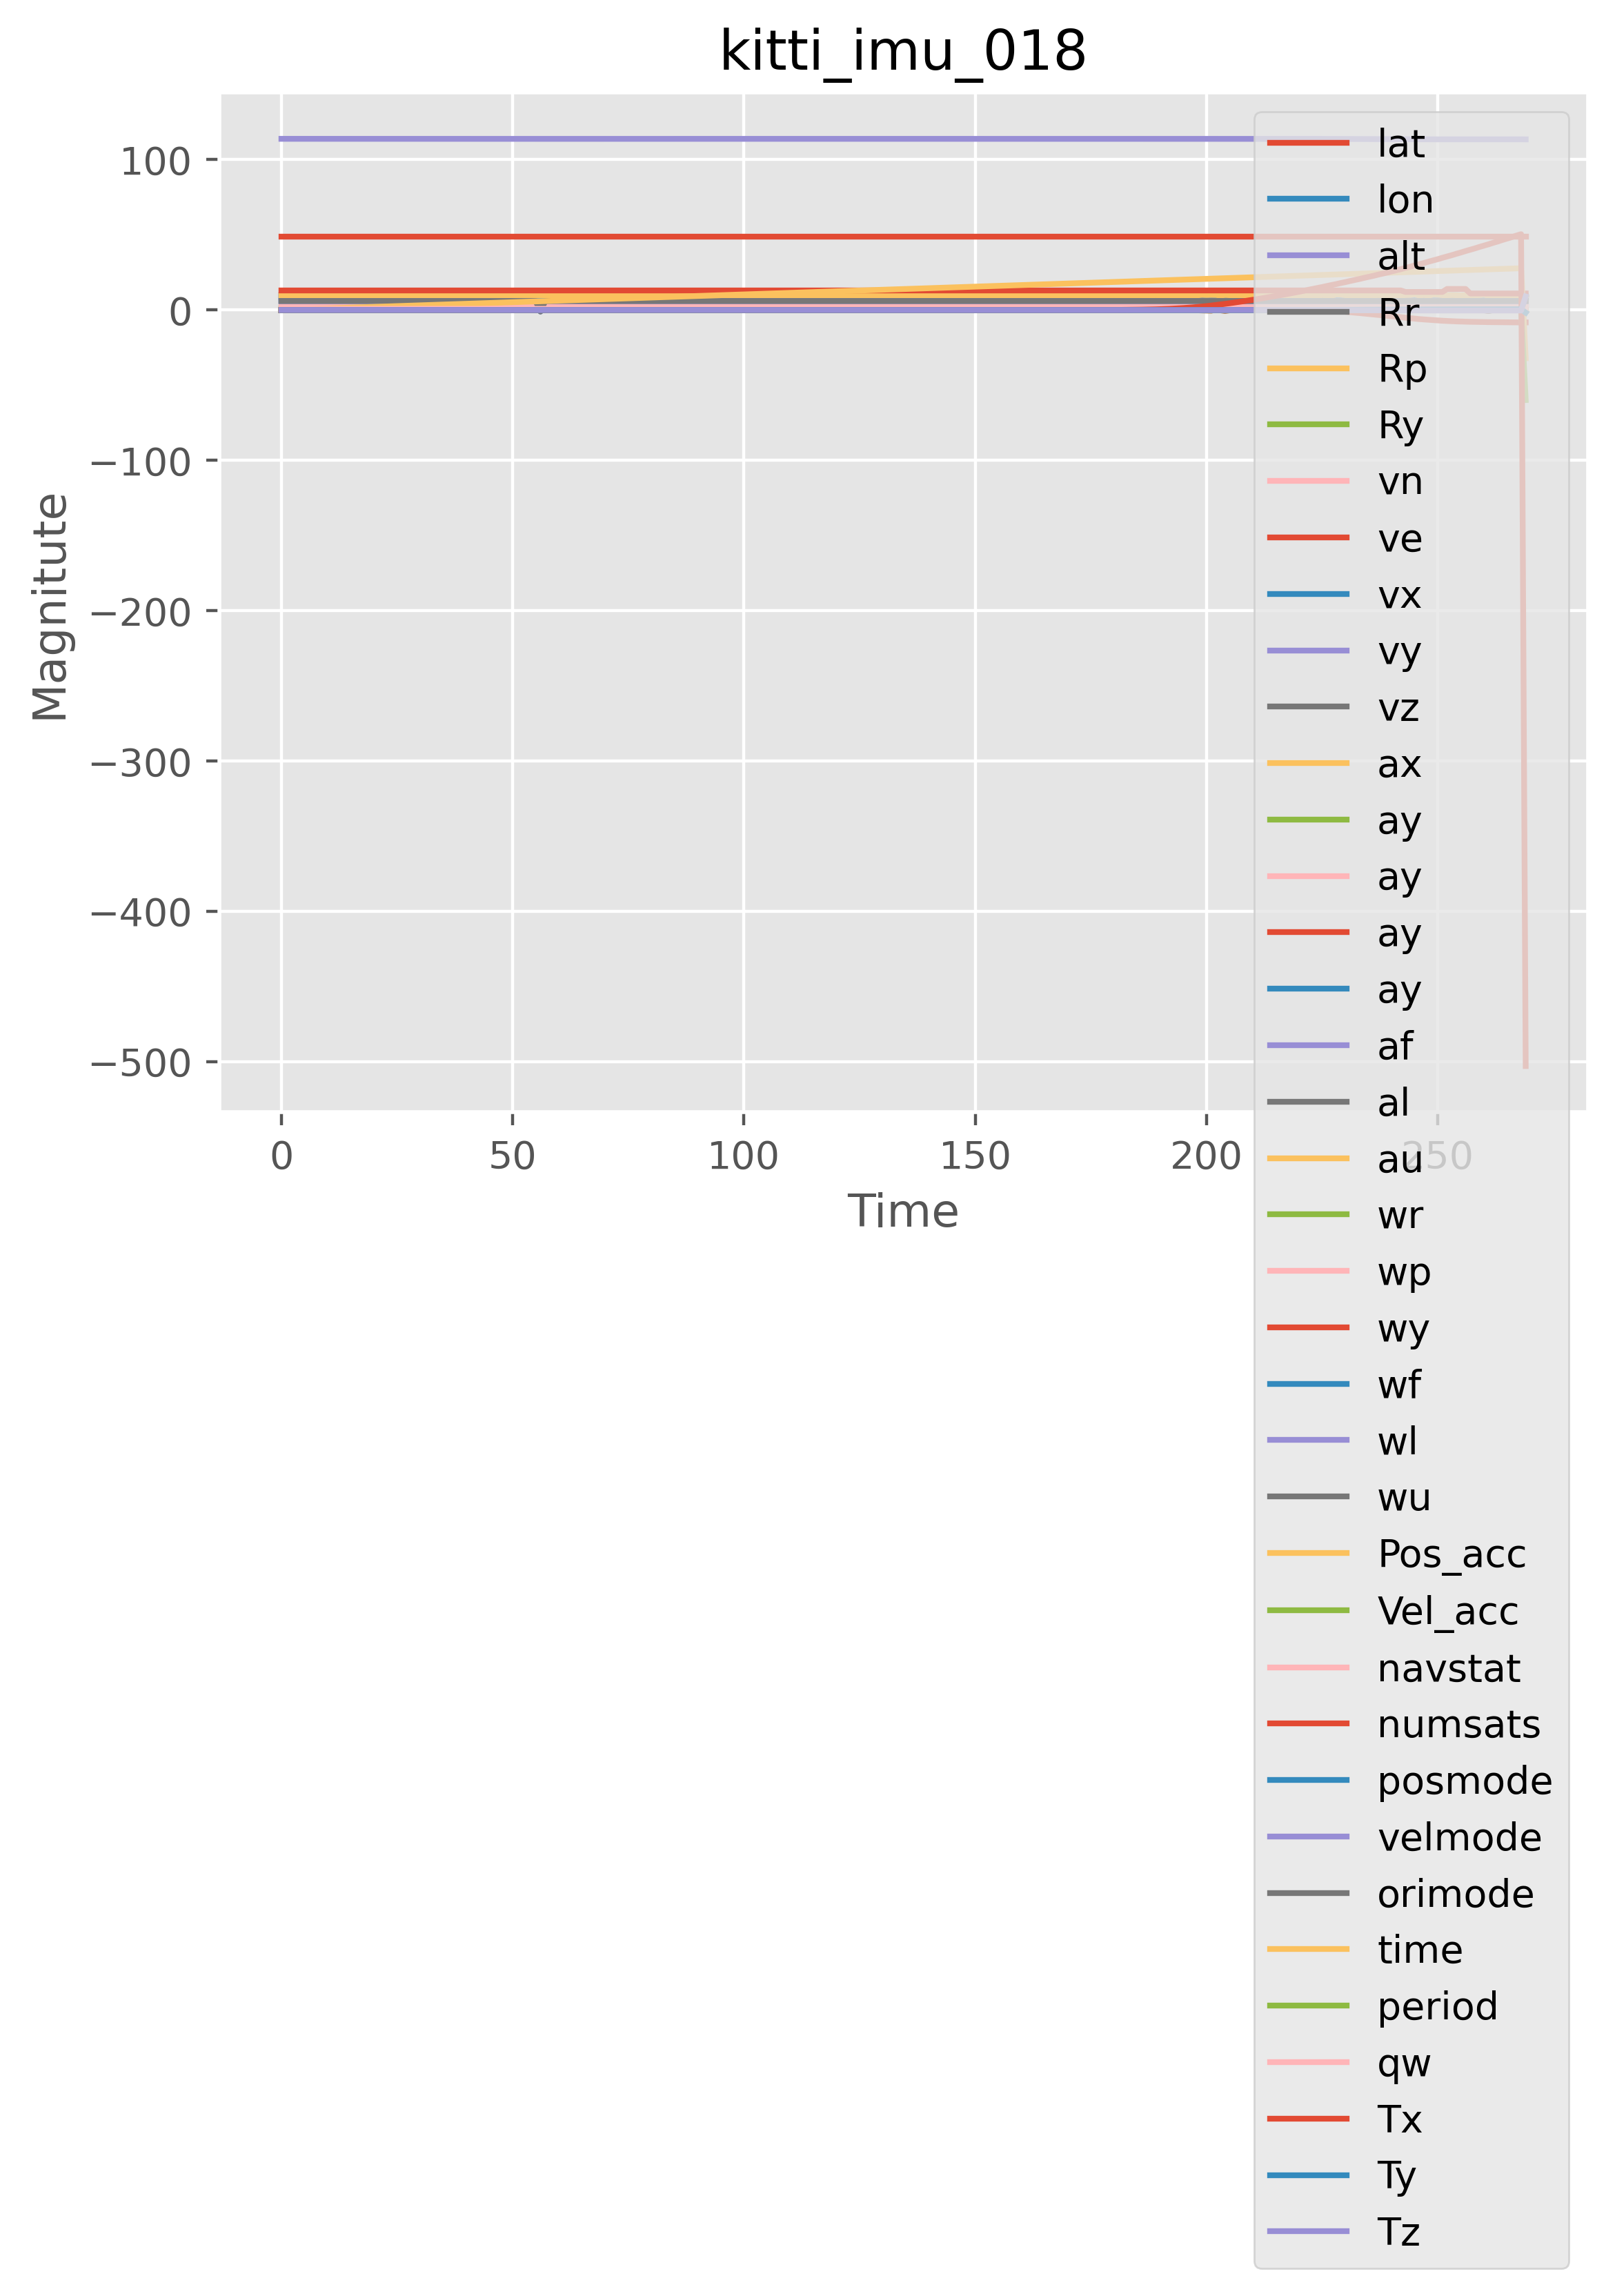 kitti_imu_018
100
0
−100
−200
−300
−400
−500
Magnitute
0 50 100 150 200 250
Time
lat
lon
alt
Rr
Rp
Ry
vn
ve
vx
vy
vz
ax
ay
ay
ay
ay
af
al
au
wr
wp
wy
wf
wl
wu
Pos_acc
Vel_acc
navstat
numsats
posmode
velmode
orimode
time
period
qw
Tx
Ty
Tz